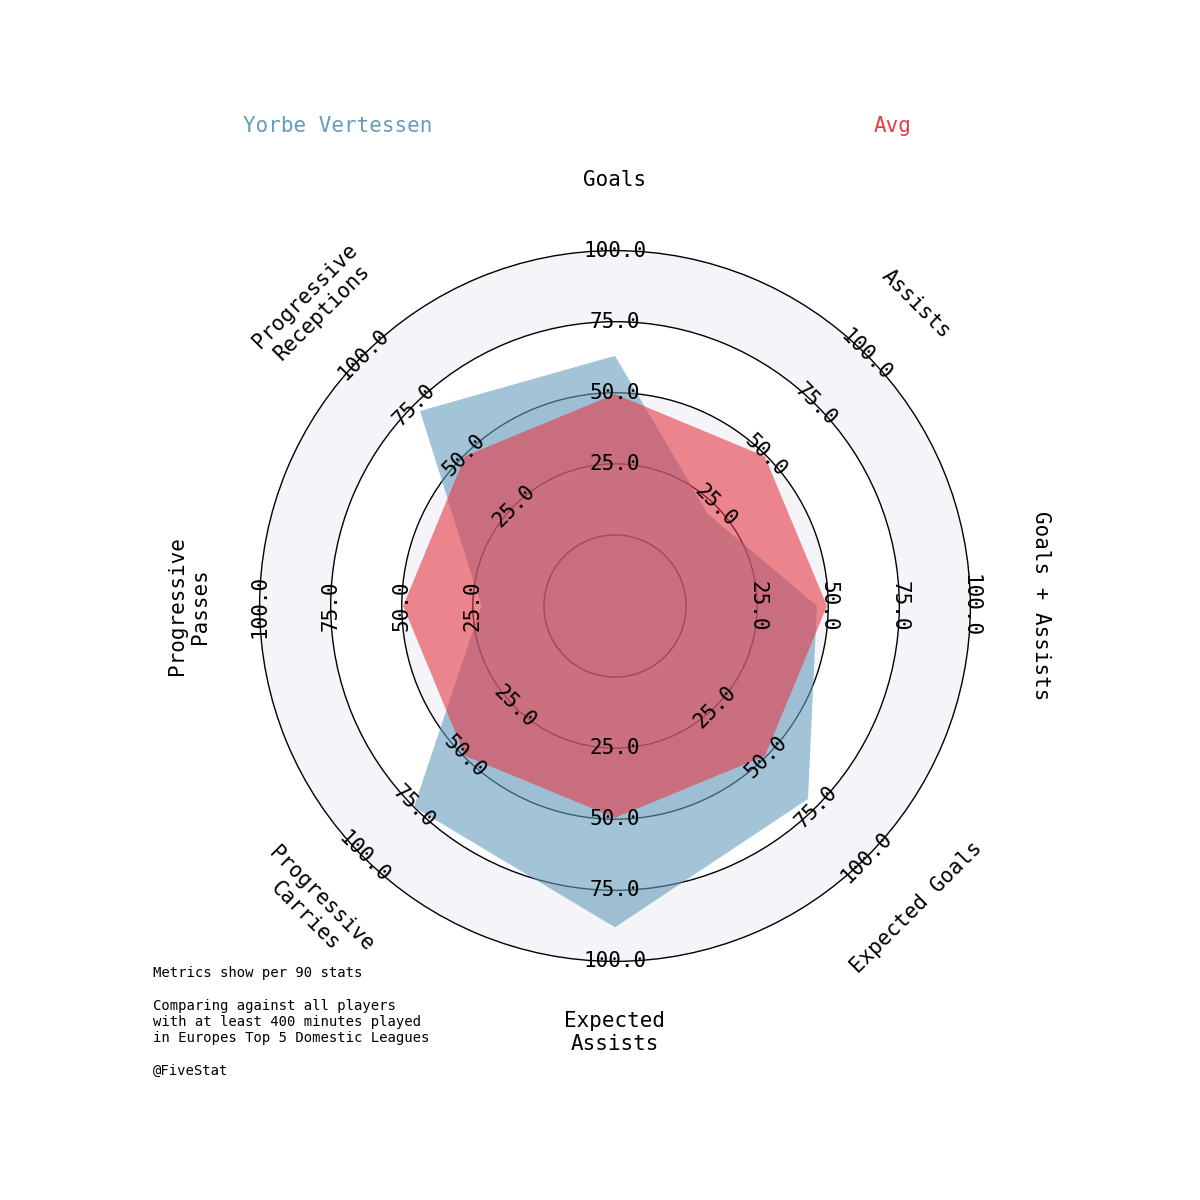 Yorbe Vertessen
Avg
Goals
Assists
Goals + Assists
Expected Goals
Expected
Assists
Progressive
Carries
Progressive
Passes
Progressive
Receptions
25.0
50.0
75.0
100.0
25.0
50.0
75.0
100.0
25.0
50.0
75.0
100.0
25.0
50.0
75.0
100.0
25.0
50.0
75.0
100.0
25.0
50.0
75.0
100.0
25.0
50.0
75.0
100.0
25.0
50.0
75.0
100.0
Metrics show per 90 stats
Comparing against all players
with at least 400 minutes played
in Europes Top 5 Domestic Leagues
@FiveStat